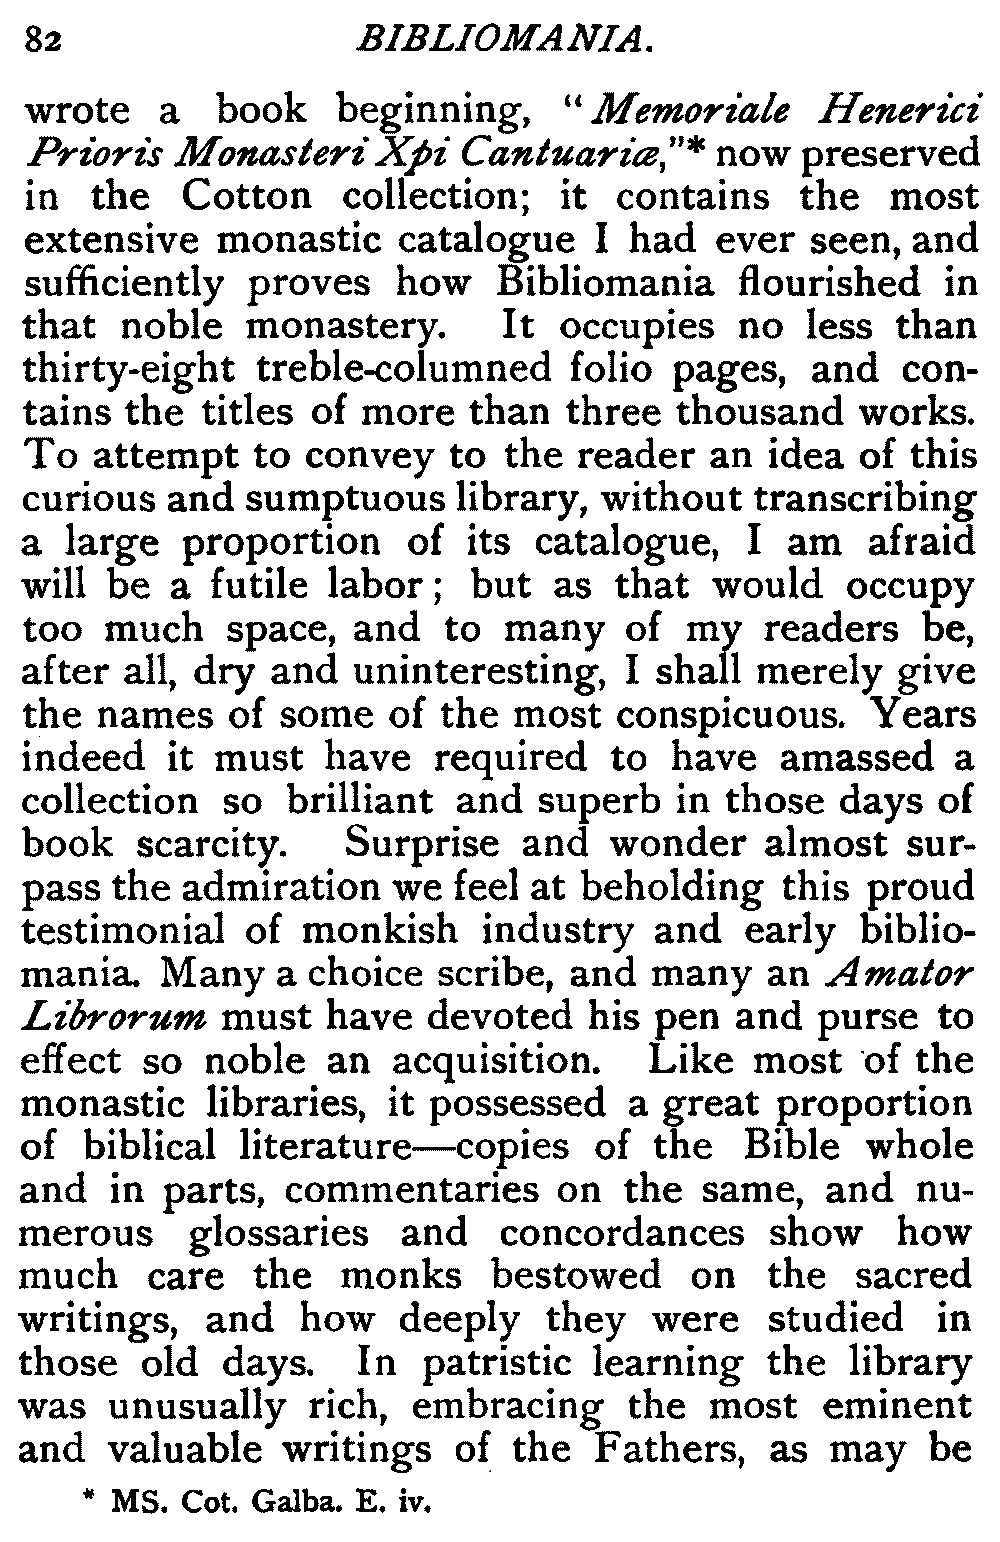 82 BIBLIOMANIA.
wrote a book beginning, “Memoriale Henerici
Prioris Monasteri Xpi Cantuariæ,”* now preserved
in the Cotton collection; it contains the most
extensive monastic catalogue I had ever seen, and
sufficiently proves how Bibliomania flourished in
that noble monastery. It occupies no less than
thirty-eight treble-columned folio pages, and con-
tains the titles of more than three thousand works.
To attempt to convey to the reader an idea of this
curious and sumptuous library, without transcribing
a large proportion of its catalogue, I am afraid
will be a futile labor; but as that would occupy
too much space, and to many of my readers be,
after all, dry and uninteresting, I shall merely give
the names of some of the most conspicuous. Years
indeed it must have required to have amassed a
collection so brilliant and superb in those days of
book scarcity. Surprise and wonder almost sur-
pass the admiration we feel at beholding this proud
testimonial of monkish industry and early biblio-
mania. Many a choice scribe, and many an Amator
Librorum must have devoted his pen and purse to
effect so noble an acquisition. Like most of the
monastic libraries, it possessed a great proportion
of biblical literature—copies of the Bible whole
and in parts, commentaries on the same, and nu-
merous glossaries and concordances show how
much care the monks bestowed on the sacred
writings, and how deeply they were studied in
those old days. In patristic learning the library
was unusually rich, embracing the most eminent
and valuable writings of the Fathers, as may be
* MS. Cot. Galba. E. iv.